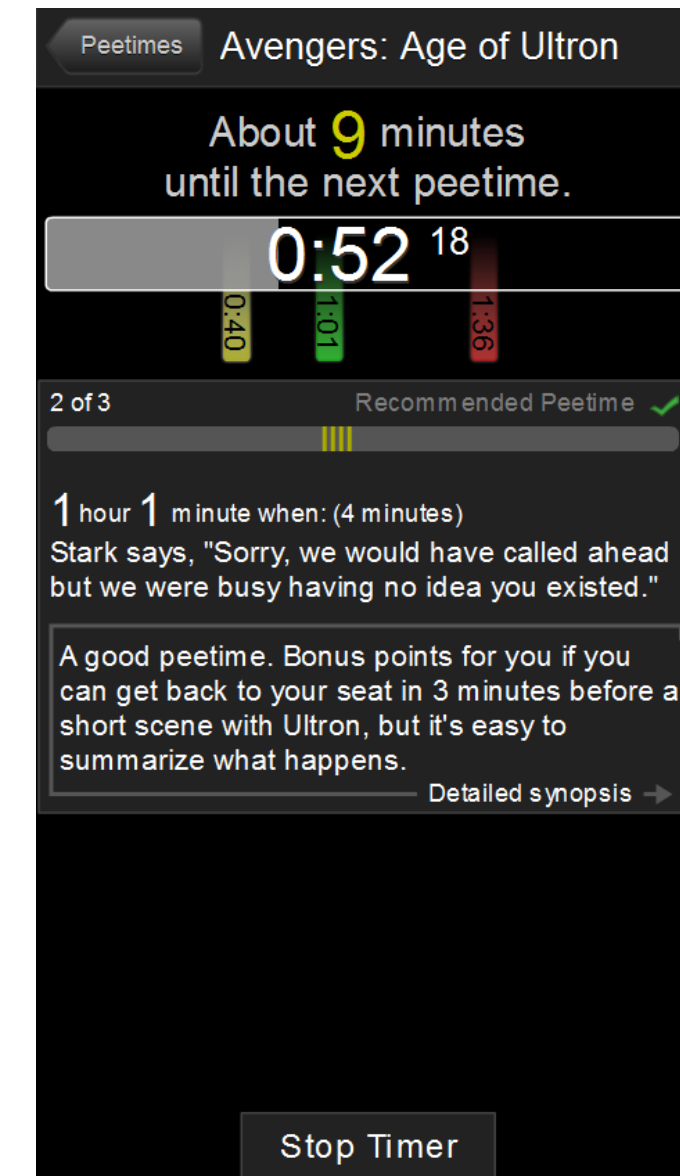 Peetimes
Avengers: Age of Ultron
About 9 minutes
until the next peetime.
0:52 18
0:40
1:01
1:36
2 of 3
Recommended Peetime
1 hour 1 minute when: (4 minutes)
Stark says, "Sorry, we would have called ahead
but we were busy having no idea you existed."
A good peetime. Bonus points for you if you
can get back to your seat in 3 minutes before a
short scene with Ultron, but it's easy to
summarize what happens.
Detailed synopsis
Stop Timer